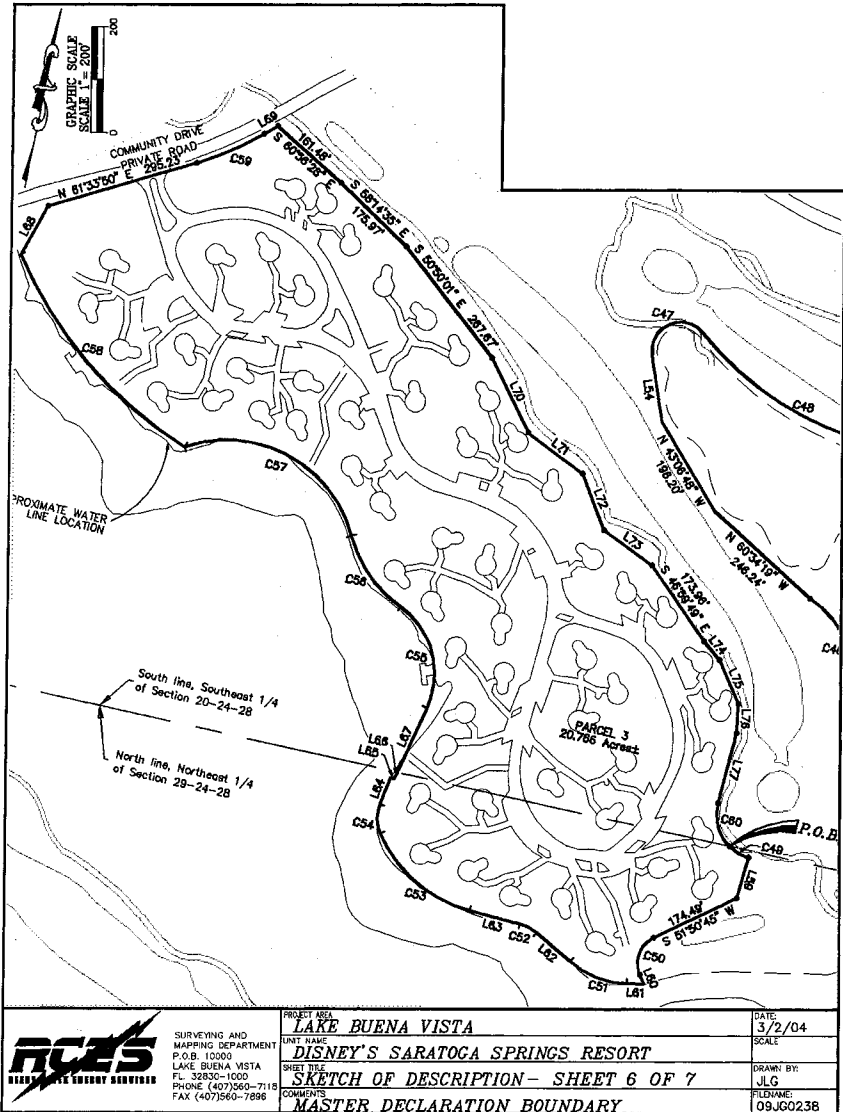 200
GRAPHIC SCALE
SCALE 1" = 200'
0
COMMUNITY DRIVE
PRIVATE ROAD
N 61'33'50" E 295.23'
L69
C59
L68
161.48'
S 60'56'25" E
S 68'14'35" E
175.97'
S 50'50'01" E
267.67'
C47
C48
L54
N 43'06'48" W
198.20'
N 60'34'19" W
246.24'
C58
L70
L71
L72
L73
C57
PROXIMATE WATER
LINE LOCATION
C56
173.96'
S 46'59'49" E
L74
L75
L76
L77
C55
South line, Southeast 1/4
of Section 20-24-28
North line, Northeast 1/4
of Section 29-24-28
PARCEL 3
20.766 Acres±
L67
L66
L65
L64
C60
P.O.B
C49
C54
L59
174.49'
S 51'30'45" W
C53
L63
C52
C50
L62
L60
C51
L61
RCES
SURVEYING AND
MAPPING DEPARTMENT
P.O.B. 10000
LAKE BUENA VISTA
FL. 32830-1000
PHONE (407)560-7118
FAX (407)560-7896
PROJECT AREA
LAKE BUENA VISTA
UNIT NAME
DISNEY'S SARATOGA SPRINGS RESORT
SHEET TITLE
SKETCH OF DESCRIPTION- SHEET 6 OF 7
COMMENTS
MASTER DECLARATION BOUNDARY
DATE:
3/2/04
SCALE
DRAWN BY:
JLG
FILENAME:
09JG0238